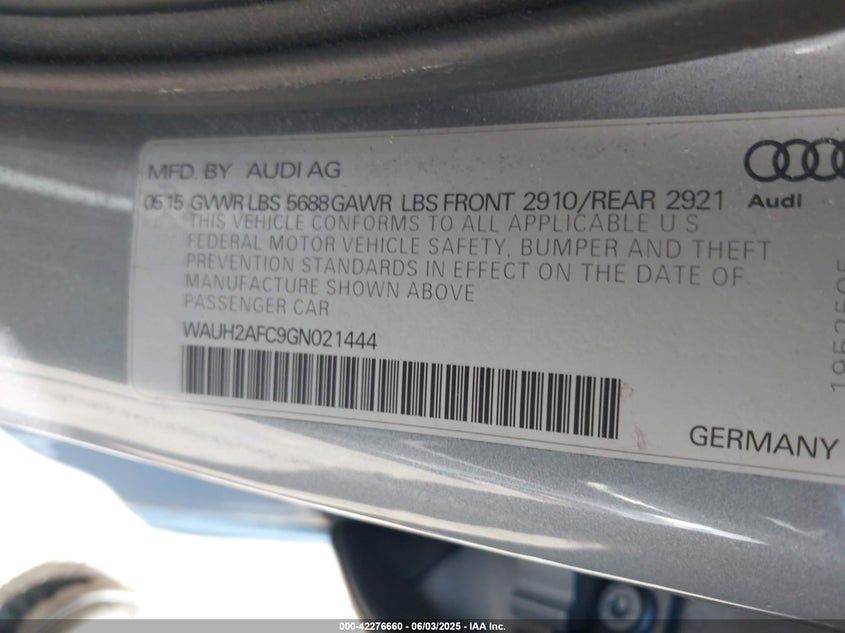 MFD. BY AUDI AG
Audi
05 15 GVWR LBS 5688 GAWR LBS FRONT 2910/REAR 2921
THIS VEHICLE CONFORMS TO ALL APPLICABLE U S
FEDERAL MOTOR VEHICLE SAFETY, BUMPER AND THEFT
PREVENTION STANDARDS IN EFFECT ON THE DATE OF
MANUFACTURE SHOWN ABOVE
PASSENGER CAR
WAUH2AFC9GN021444
GERMANY
000-42276660 - 06/03/2025 - IAA Inc.